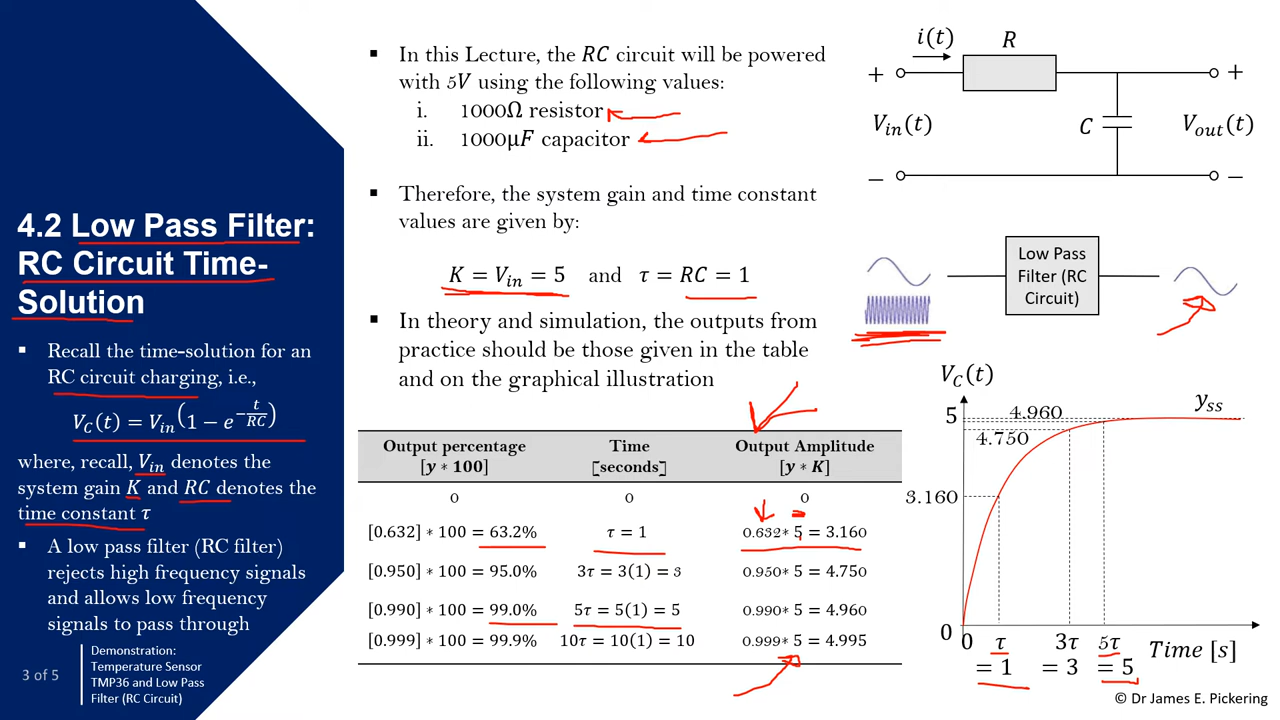 4.2 Low Pass Filter:
RC Circuit Time-
Solution
▪ Recall the time-solution for an
RC circuit charging, i.e.,
V_C(t) = V_in(1 − e^{−t/RC})
where, recall, V_in denotes the
system gain K and RC denotes the
time constant τ
▪ A low pass filter (RC filter)
rejects high frequency signals
and allows low frequency
signals to pass through
3 of 5
Demonstration:
Temperature Sensor
TMP36 and Low Pass
Filter (RC Circuit)
▪ In this Lecture, the RC circuit will be powered
with 5V using the following values:
i. 1000Ω resistor
ii. 1000μF capacitor
▪ Therefore, the system gain and time constant
values are given by:
K = V_in = 5 and τ = RC = 1
▪ In theory and simulation, the outputs from
practice should be those given in the table
and on the graphical illustration
Output percentage Time Output Amplitude
[y * 100] [seconds] [y * K]
0 0 0
[0.632] * 100 = 63.2% τ = 1 0.632* 5 = 3.160
[0.950] * 100 = 95.0% 3τ = 3(1) = 3 0.950* 5 = 4.750
[0.990] * 100 = 99.0% 5τ = 5(1) = 5 0.990* 5 = 4.960
[0.999] * 100 = 99.9% 10τ = 10(1) = 10 0.999* 5 = 4.995
i(t) R
+ +
V_in(t) C V_out(t)
− −
Low Pass
Filter (RC
Circuit)
V_C(t)
5 4.960 y_ss
4.750
3.160
0
0 τ 3τ 5τ Time [s]
= 1 = 3 = 5
© Dr James E. Pickering